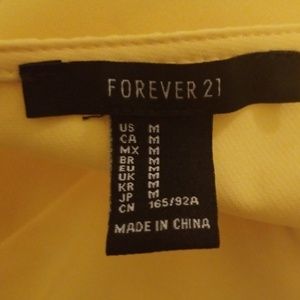 FOREVER 21
US M
CA M
MX M
BR M
EU M
UK M
KR M
JP M
CN 165/92A
MADE IN CHINA